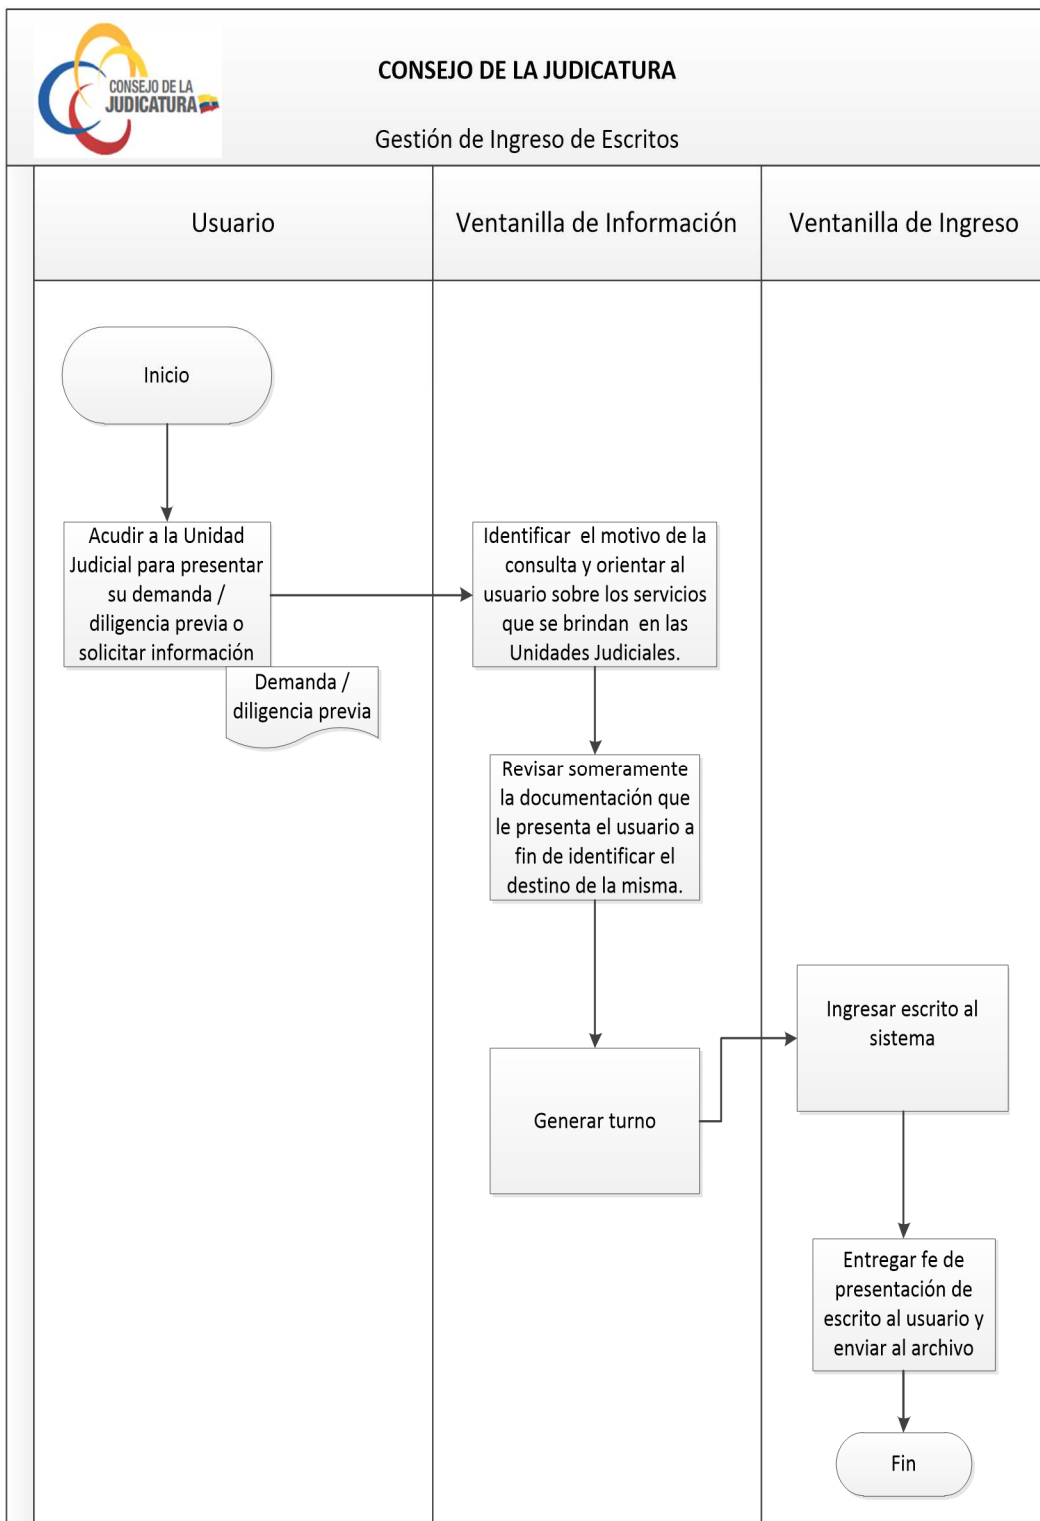 CONSEJO DE LA
JUDICATURA
CONSEJO DE LA JUDICATURA
Gestión de Ingreso de Escritos
Usuario
Ventanilla de Información
Ventanilla de Ingreso
Inicio
Acudir a la Unidad
Judicial para presentar
su demanda /
diligencia previa o
solicitar información
Demanda /
diligencia previa
Identificar el motivo de la
consulta y orientar al
usuario sobre los servicios
que se brindan en las
Unidades Judiciales.
Revisar someramente
la documentación que
le presenta el usuario a
fin de identificar el
destino de la misma.
Generar turno
Ingresar escrito al
sistema
Entregar fe de
presentación de
escrito al usuario y
enviar al archivo
Fin